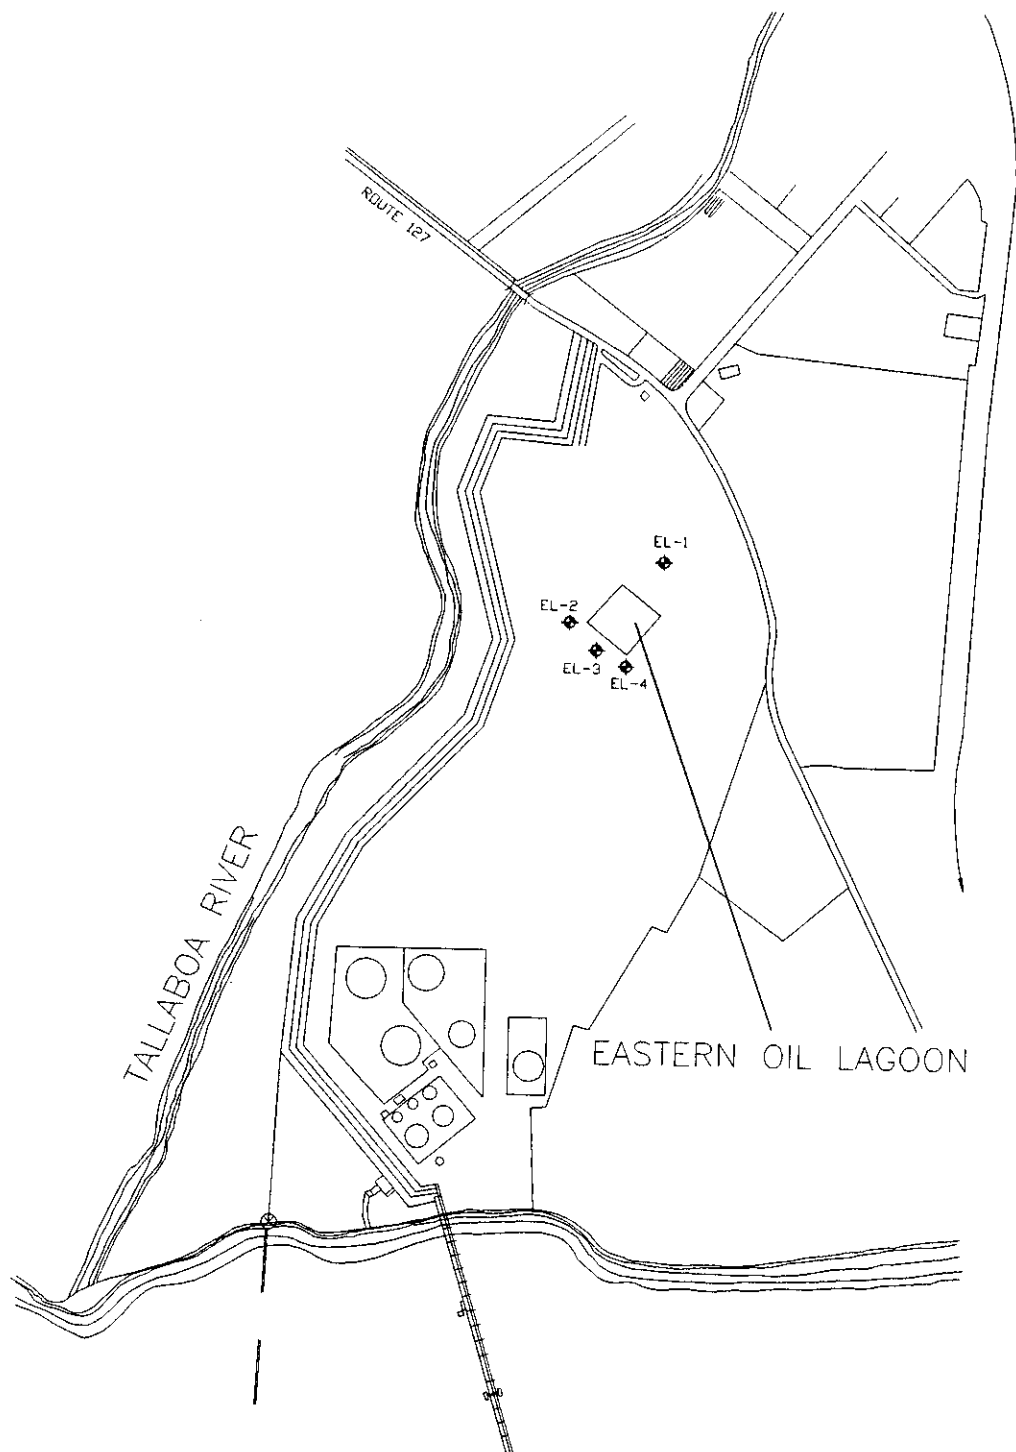 ROUTE 127
EL-1
EL-2
EL-3
EL-4
TALLABOA RIVER
EASTERN OIL LAGOON